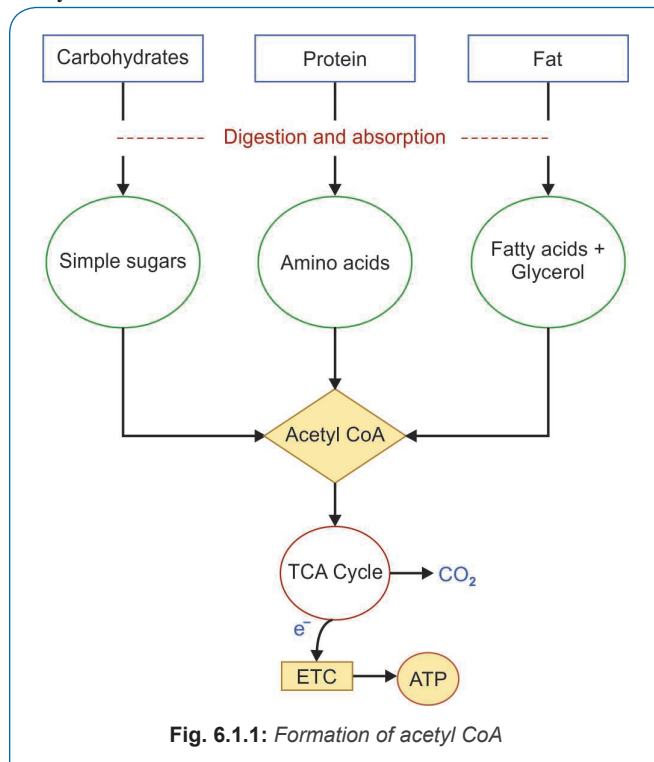 Carbohydrates
Protein
Fat
Digestion and absorption
Simple sugars
Amino acids
Fatty acids +
Glycerol
Acetyl CoA
TCA Cycle
CO₂
e⁻
ETC
ATP
Fig. 6.1.1: Formation of acetyl CoA